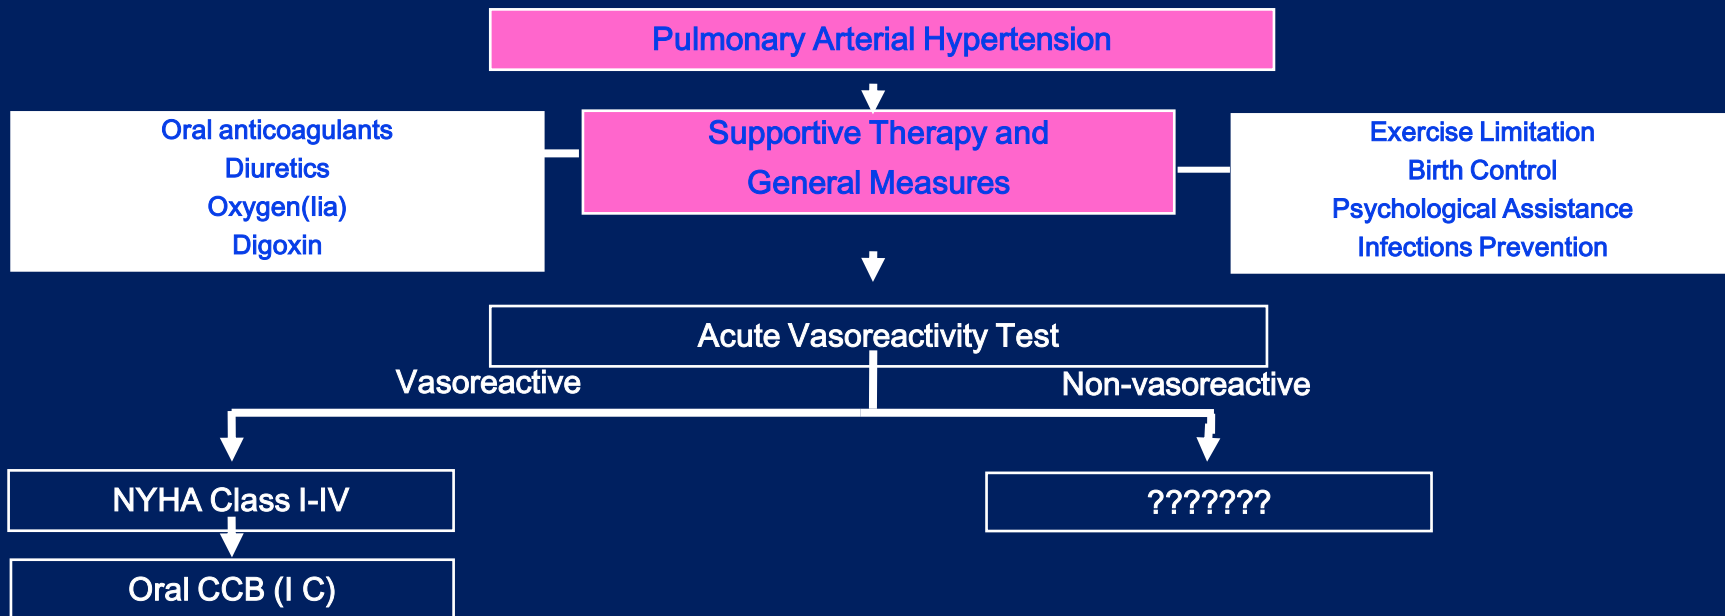 Pulmonary Arterial Hypertension
Oral anticoagulants
Diuretics
Oxygen(Iia)
Digoxin
Supportive Therapy and
General Measures
Exercise Limitation
Birth Control
Psychological Assistance
Infections Prevention
Acute Vasoreactivity Test
Vasoreactive
Non-vasoreactive
NYHA Class I-IV
???????
Oral CCB (I C)